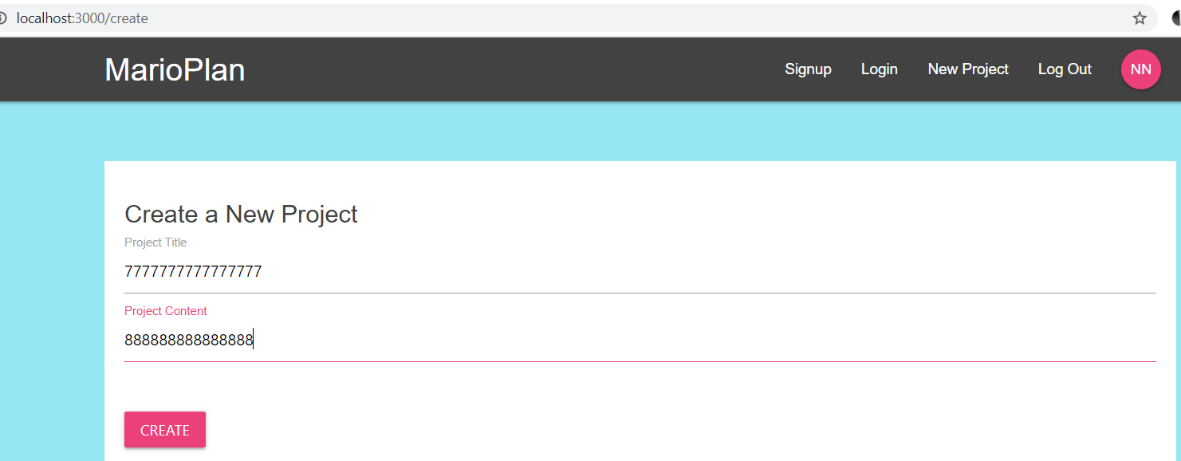 localhost:3000/create
MarioPlan Signup Login New Project Log Out NN
Create a New Project
Project Title
7777777777777777
Project Content
888888888888888
CREATE